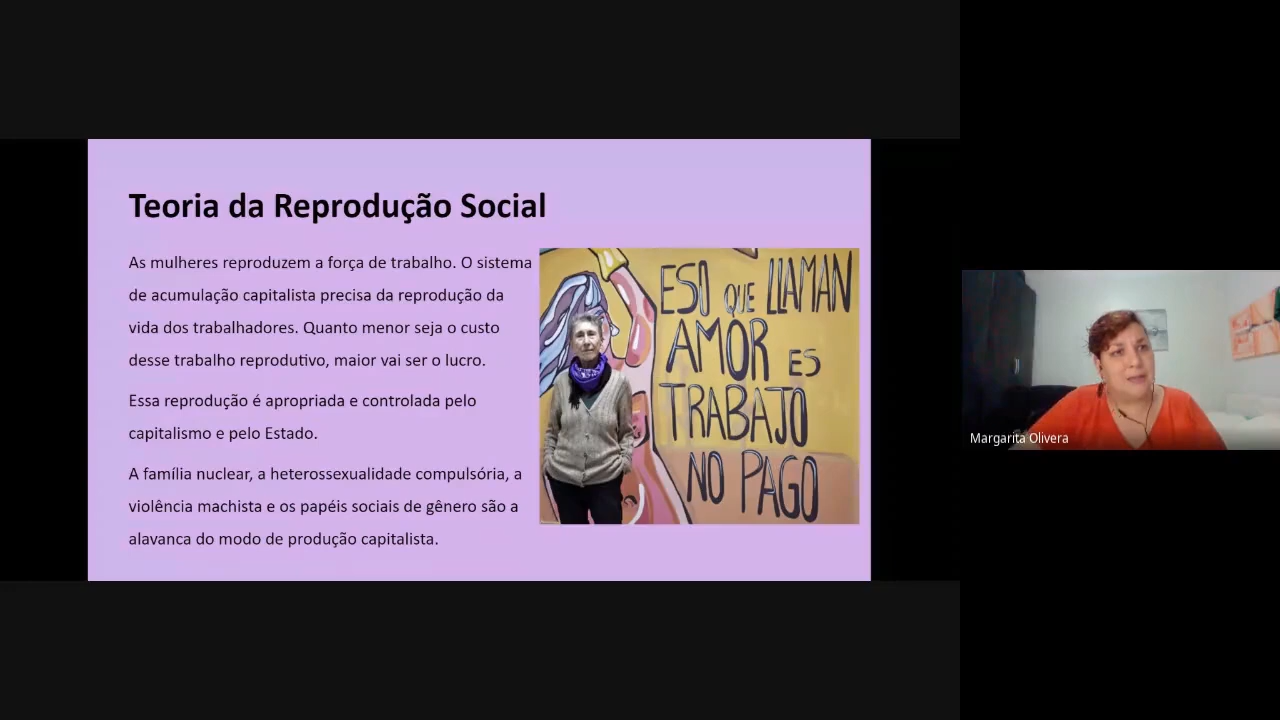 Teoria da Reprodução Social
As mulheres reproduzem a força de trabalho. O sistema
de acumulação capitalista precisa da reprodução da
vida dos trabalhadores. Quanto menor seja o custo
desse trabalho reprodutivo, maior vai ser o lucro.
Essa reprodução é apropriada e controlada pelo
capitalismo e pelo Estado.
A família nuclear, a heterossexualidade compulsória, a
violência machista e os papéis sociais de gênero são a
alavanca do modo de produção capitalista.
ESO QUE LLAMAN
AMOR ES
TRABAJO
NO PAGO
Margarita Olivera